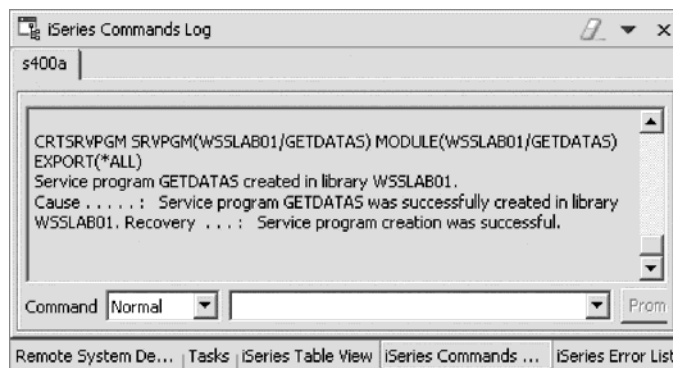 iSeries Commands Log
s400a
CRTSRVPGM SRVPGM(WSSLAB01/GETDATAS) MODULE(WSSLAB01/GETDATAS)
EXPORT(*ALL)
Service program GETDATAS created in library WSSLAB01.
Cause . . . . . :   Service program GETDATAS was successfully created in library
WSSLAB01. Recovery  . . . :   Service program creation was successful.
Command Normal Prom
Remote System De... Tasks iSeries Table View iSeries Commands ... iSeries Error List